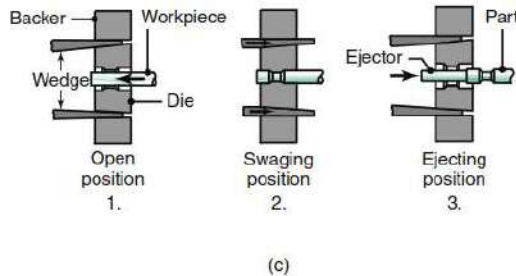 Backer
Workpiece
Wedge
Die
Open
position
1.
Swaging
position
2.
Ejector
Part
Ejecting
position
3.
(c)